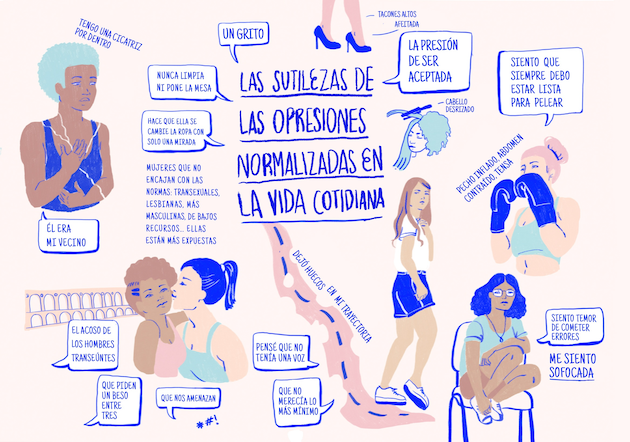 TENGO UNA CICATRIZ
POR DENTRO
UN GRITO
TACONES ALTOS
AFEITADA
LA PRESIÓN
DE SER
ACEPTADA
SIENTO QUE
SIEMPRE DEBO
ESTAR LISTA
PARA PELEAR
NUNCA LIMPIA
NI PONE LA MESA
LAS SUTILEZAS DE
LAS OPRESIONES
NORMALIZADAS EN
LA VIDA COTIDIANA
CABELLO
DESRIZADO
HACE QUE ELLA SE
CAMBIE LA ROPA CON
SOLO UNA MIRADA
MUJERES QUE NO
ENCAJAN CON LAS
NORMAS: TRANSEXUALES,
LESBIANAS, MÁS
MASCULINAS, DE BAJOS
RECURSOS... ELLAS
ESTÁN MÁS EXPUESTAS
PECHO INFLADO, ABDOMEN
CONTRAÍDO, TENSA
ÉL ERA
MI VECINO
DEJÓ HUECOS EN MI TRAYECTORIA
EL ACOSO DE
LOS HOMBRES
TRANSEÚNTES
QUE PIDEN
UN BESO
ENTRE
TRES
QUE NOS AMENAZAN
**#!
PENSÉ QUE NO
TENÍA UNA VOZ
QUE NO
MERECÍA LO
MÁS MÍNIMO
SIENTO TEMOR
DE COMETER
ERRORES
ME SIENTO
SOFOCADA